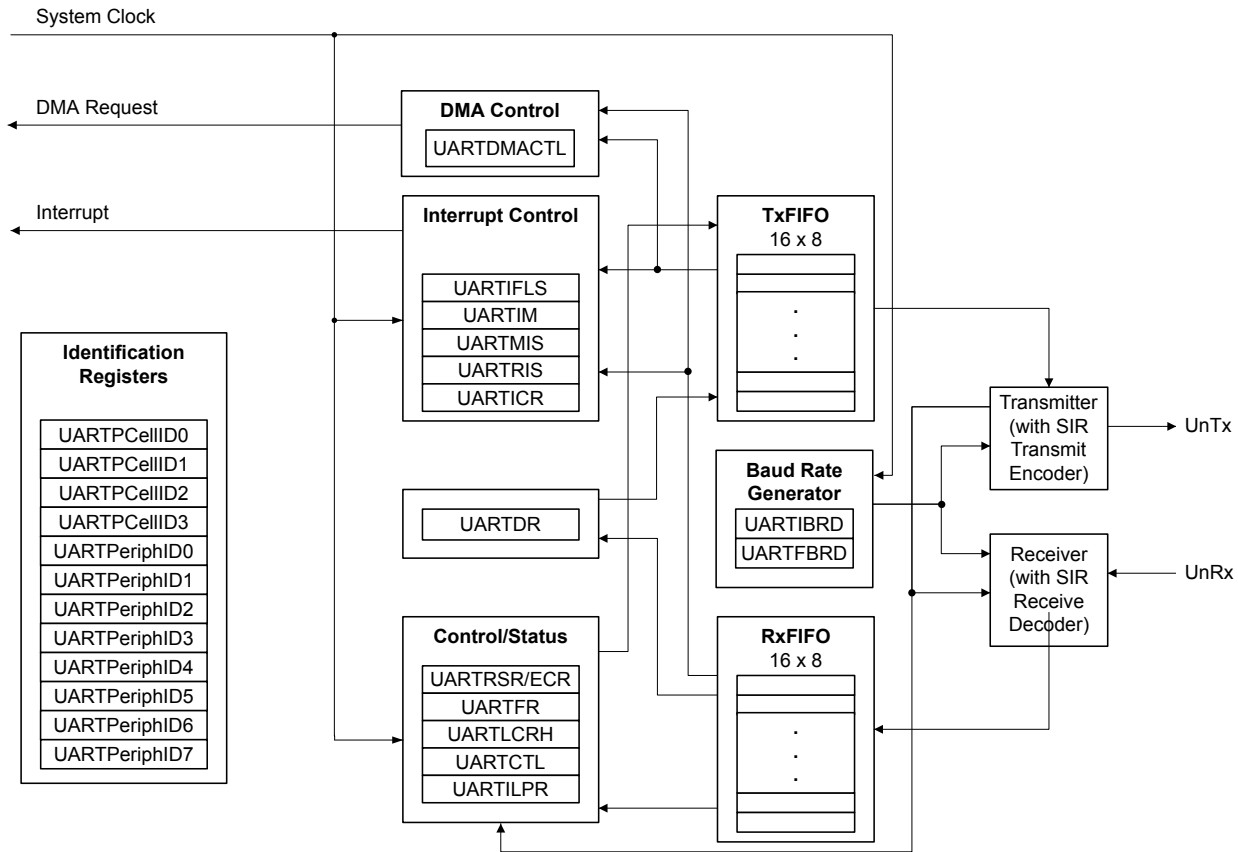 System Clock
DMA Request
DMA Control
UARTDMACTL
Interrupt
Interrupt Control
UARTIFLS
UARTIM
UARTMIS
UARTRIS
UARTICR
TxFIFO
16 x 8
.
.
.
Identification
Registers
UARTPCellID0
UARTPCellID1
UARTPCellID2
UARTPCellID3
UARTPeriphID0
UARTPeriphID1
UARTPeriphID2
UARTPeriphID3
UARTPeriphID4
UARTPeriphID5
UARTPeriphID6
UARTPeriphID7
UARTDR
Baud Rate
Generator
UARTIBRD
UARTFBRD
Transmitter
(with SIR
Transmit
Encoder)
UnTx
Receiver
(with SIR
Receive
Decoder)
UnRx
Control/Status
UARTRSR/ECR
UARTFR
UARTLCRH
UARTCTL
UARTILPR
RxFIFO
16 x 8
.
.
.